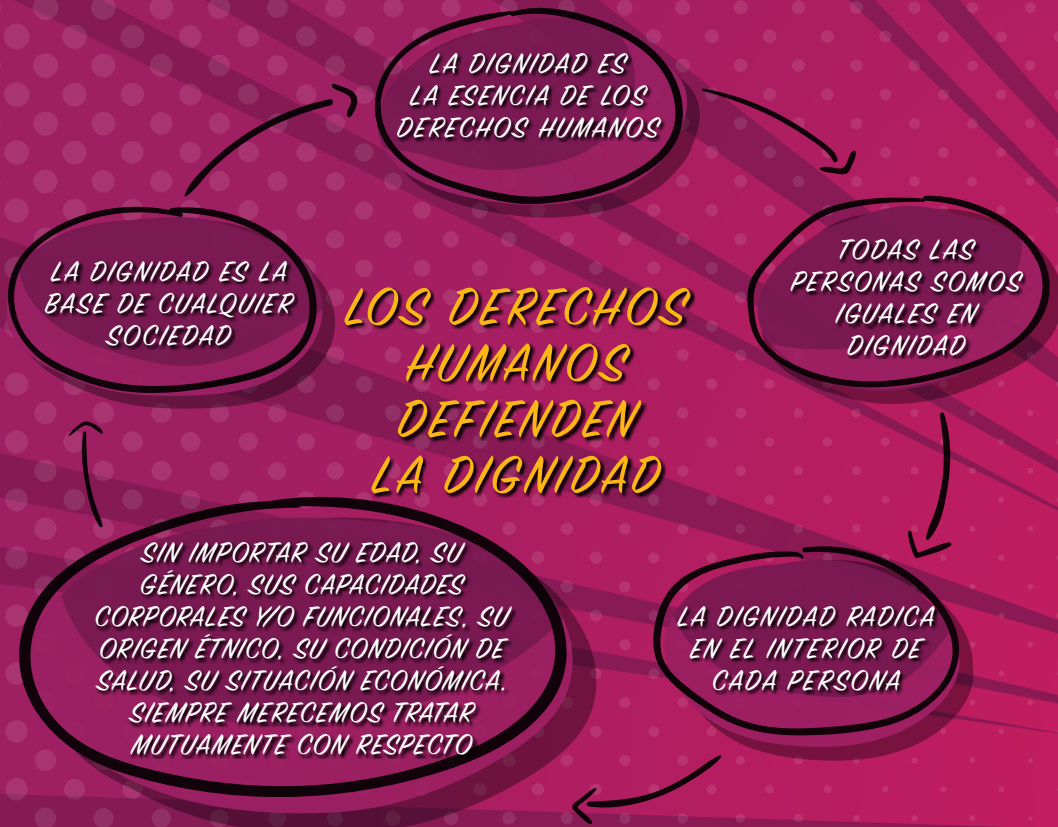 LA DIGNIDAD ES
LA ESENCIA DE LOS
DERECHOS HUMANOS
TODAS LAS
PERSONAS SOMOS
IGUALES EN
DIGNIDAD
LA DIGNIDAD RADICA
EN EL INTERIOR DE
CADA PERSONA
SIN IMPORTAR SU EDAD, SU
GÉNERO, SUS CAPACIDADES
CORPORALES Y/O FUNCIONALES, SU
ORIGEN ÉTNICO, SU CONDICIÓN DE
SALUD, SU SITUACIÓN ECONÓMICA,
SIEMPRE MERECEMOS TRATAR
MUTUAMENTE CON RESPECTO
LA DIGNIDAD ES LA
BASE DE CUALQUIER
SOCIEDAD
LOS DERECHOS
HUMANOS
DEFIENDEN
LA DIGNIDAD